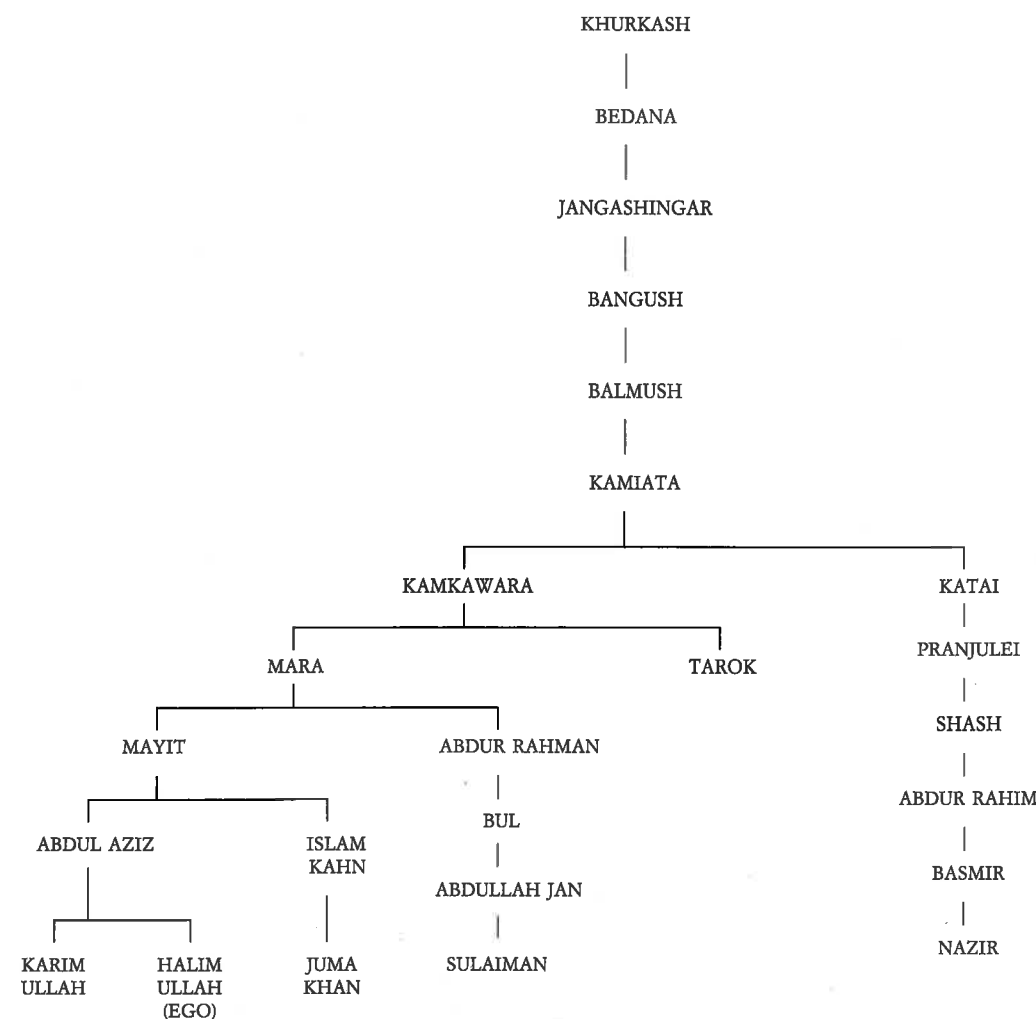 KHURKASH
BEDANA
JANGASHINGAR
BANGUSH
BALMUSH
KAMIATA
KAMKAWARA
KATAI
MARA
TAROK
PRANJULEI
MAYIT
ABDUR RAHMAN
SHASH
ABDUL AZIZ
ISLAM
KAHN
BUL
ABDUR RAHIM
ABDULLAH JAN
BASMIR
KARIM
ULLAH
HALIM
ULLAH
(EGO)
JUMA
KHAN
SULAIMAN
NAZIR